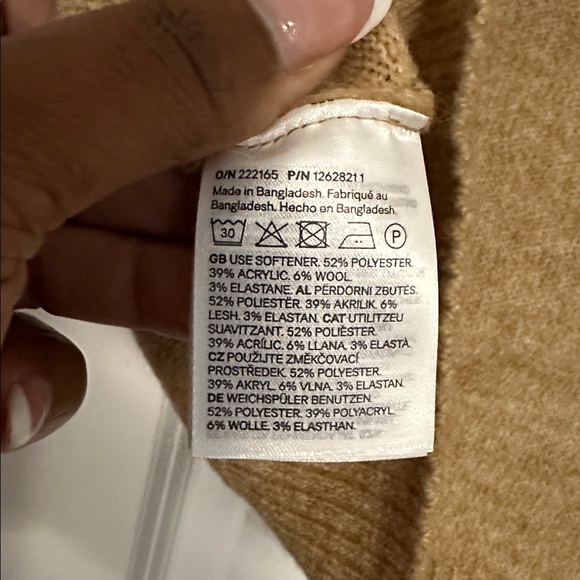 O/N 222165 P/N 12628211
Made in Bangladesh. Fabriqué au
Bangladesh. Hecho en Bangladesh.
30 P
GB USE SOFTENER. 52% POLYESTER.
39% ACRYLIC. 6% WOOL.
3% ELASTANE. AL PËRDORNI ZBUTËS.
52% POLIESTËR. 39% AKRILIK. 6%
LESH. 3% ELASTAN. CAT UTILITZEU
SUAVITZANT. 52% POLIÈSTER.
39% ACRÍLIC. 6% LLANA. 3% ELASTÀ.
CZ POUŽIJTE ZMĚKČOVACÍ
PROSTŘEDEK. 52% POLYESTER.
39% AKRYL. 6% VLNA. 3% ELASTAN.
DE WEICHSPÜLER BENUTZEN.
52% POLYESTER. 39% POLYACRYL.
6% WOLLE. 3% ELASTHAN.